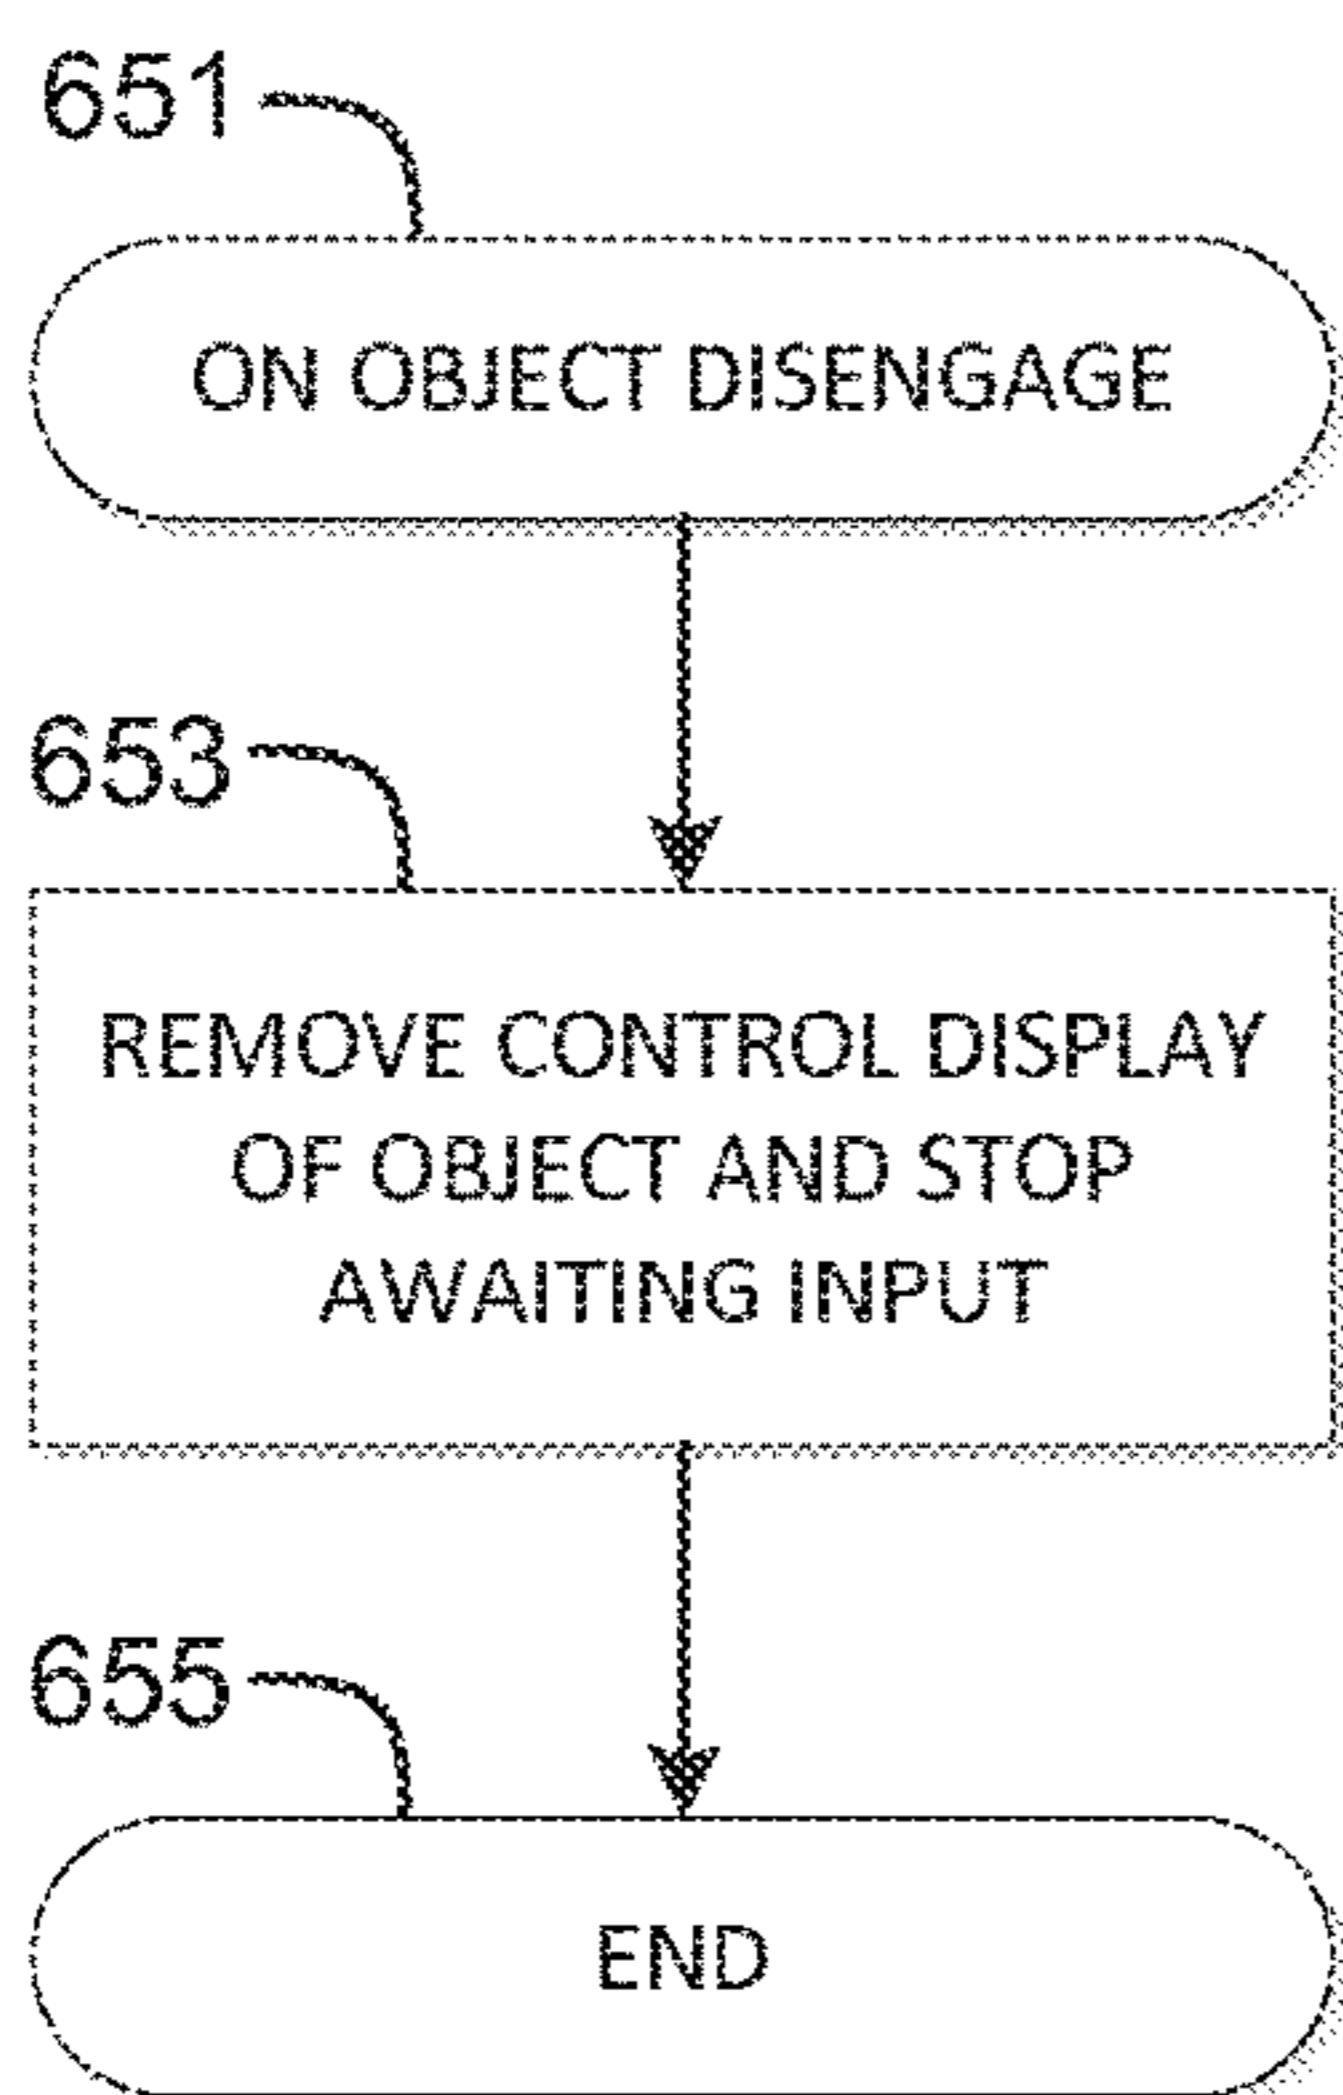 651
ON OBJECT DISENGAGE
653
REMOVE CONTROL DISPLAY
OF OBJECT AND STOP
AWAITING INPUT
655
END